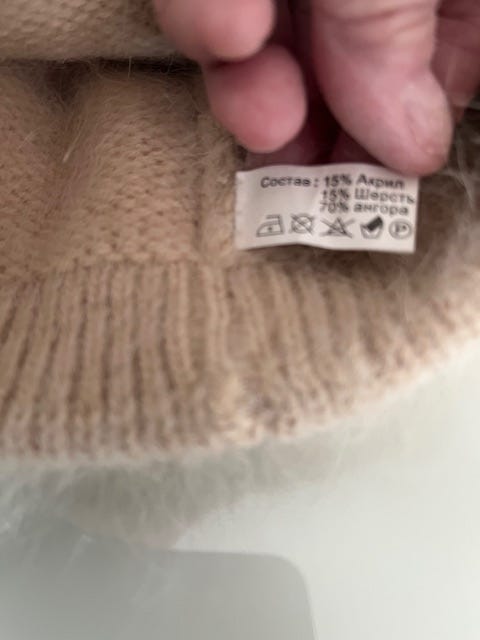 Состав: 15% Акрил
15% Шерсть
70% ангора
P